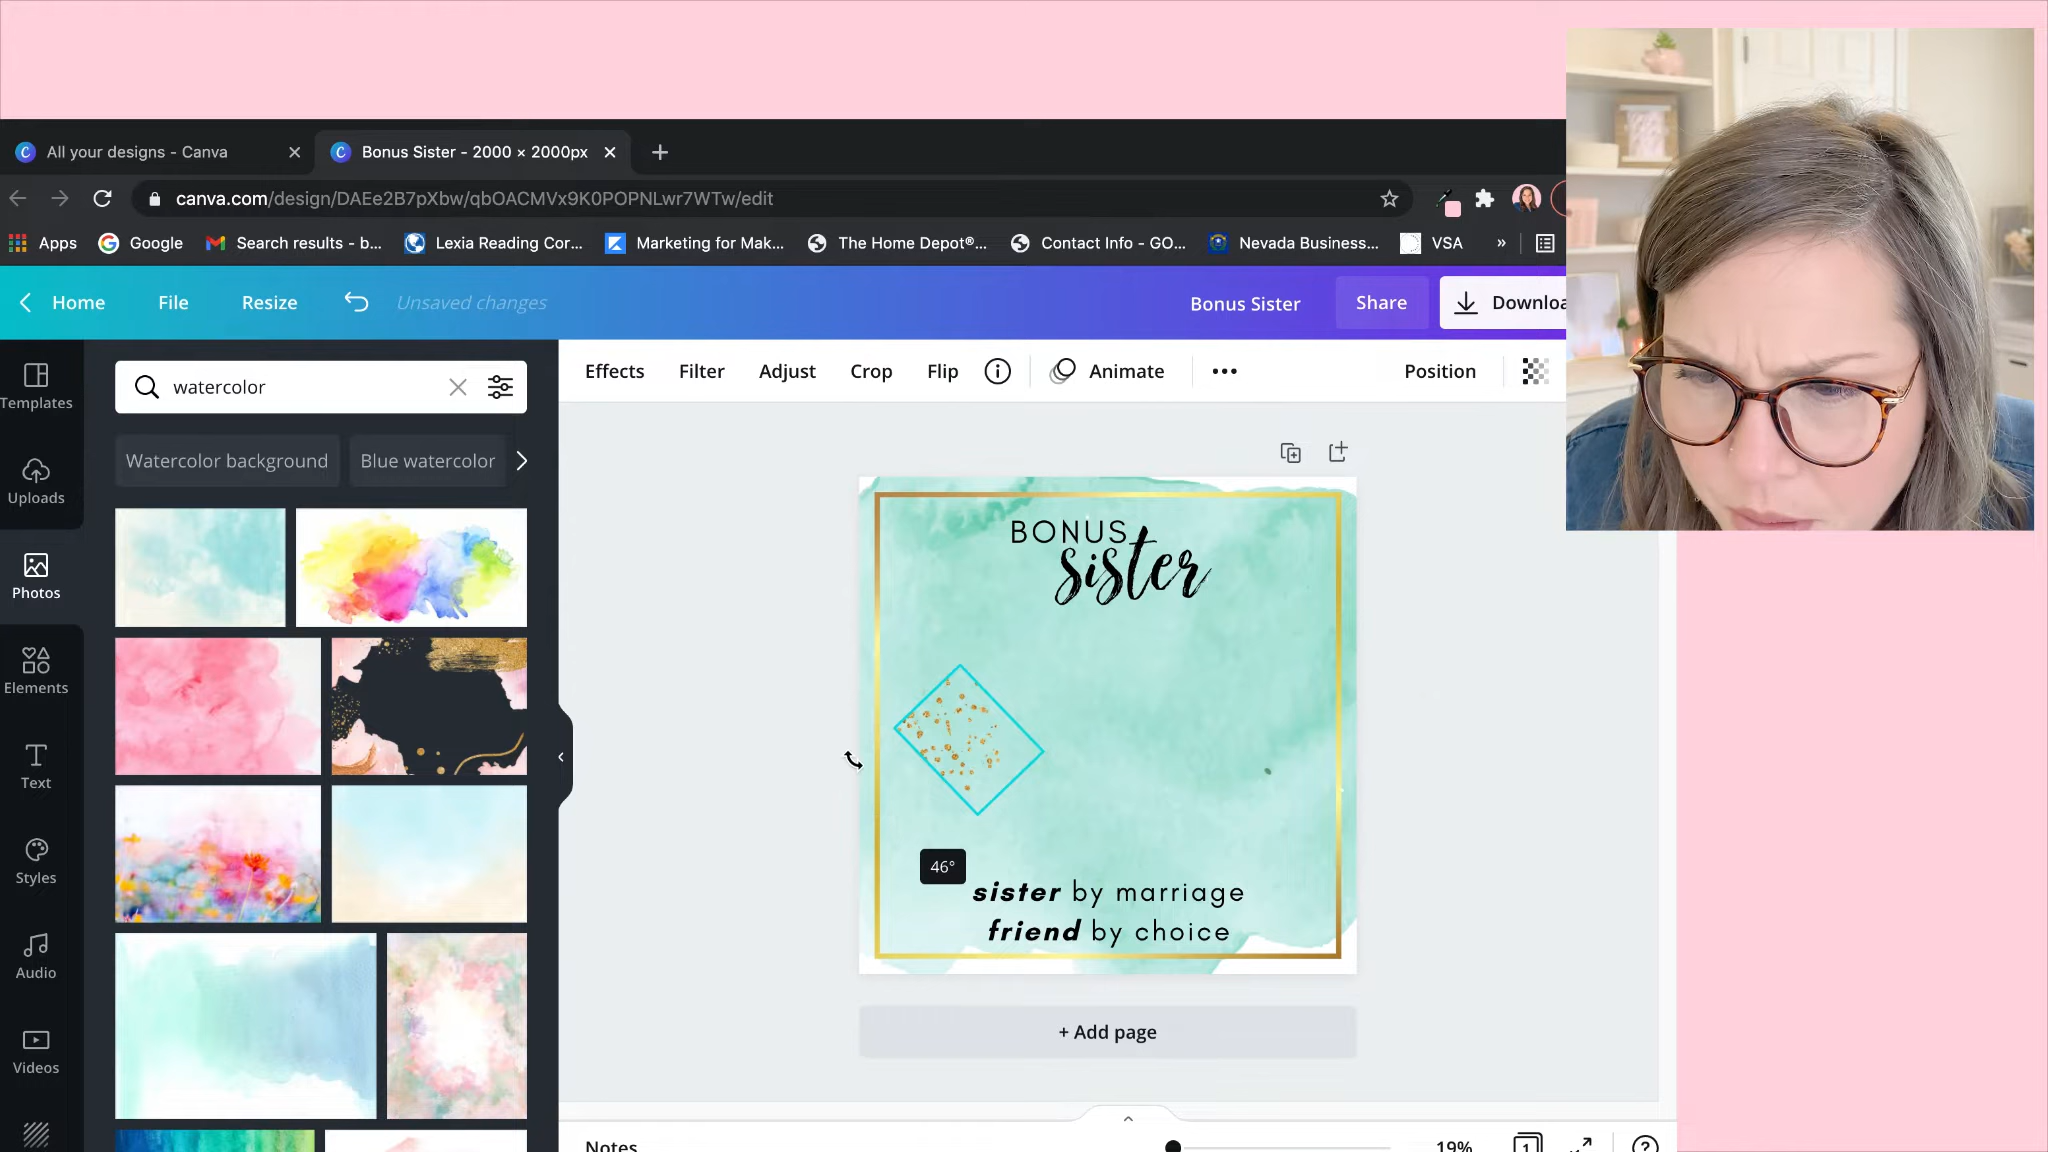 All your designs - Canva
Bonus Sister - 2000 × 2000px
canva.com/design/DAEe2B7pXbw/qbOACMVx9K0POPNLwr7WTw/edit
Apps
Google
Search results - b...
Lexia Reading Cor...
Marketing for Mak...
The Home Depot®...
Contact Info - GO...
Nevada Business...
VSA
»
Home
File
Resize
Unsaved changes
Bonus Sister
Share
Downloa
Templates
Uploads
Photos
Elements
Text
Styles
Audio
Videos
watercolor
Watercolor background
Blue watercolor
Effects
Filter
Adjust
Crop
Flip
Animate
Position
BONUS
sister
46°
sister by marriage
friend by choice
+ Add page
Notes
19%
1